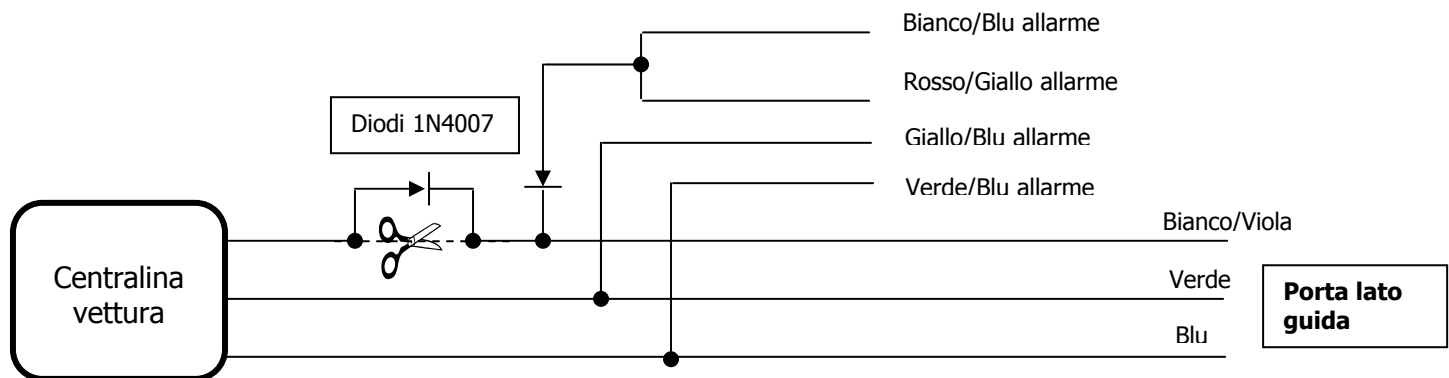 Bianco/Blu allarme
Rosso/Giallo allarme
Diodi 1N4007
Giallo/Blu allarme
Verde/Blu allarme
Bianco/Viola
Centralina
vettura
Verde
Porta lato
guida
Blu